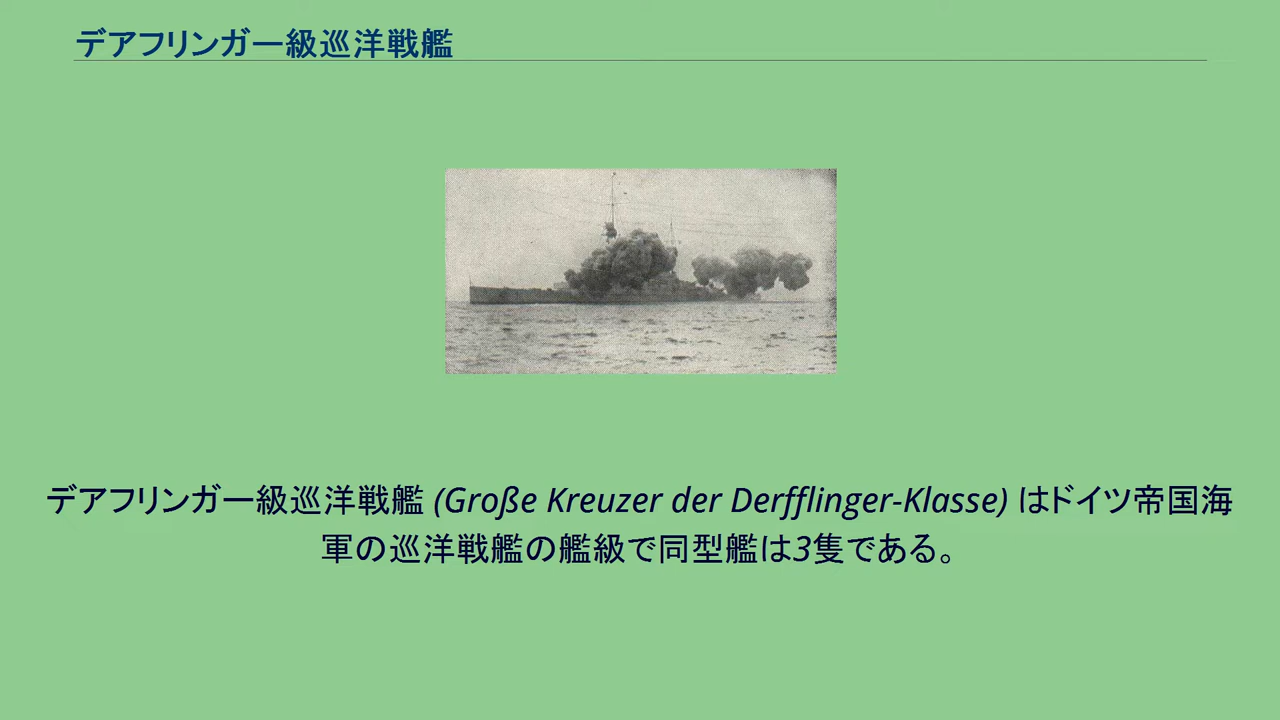 デアフリンガー級巡洋戦艦
デアフリンガー級巡洋戦艦 (Große Kreuzer der Derfflinger-Klasse) はドイツ帝国海
軍の巡洋戦艦の艦級で同型艦は3隻である。